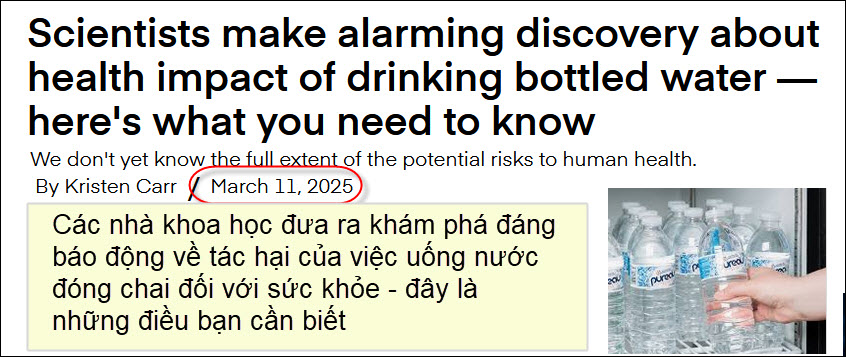 Scientists make alarming discovery about
health impact of drinking bottled water —
here's what you need to know
We don't yet know the full extent of the potential risks to human health.
By Kristen Carr / March 11, 2025
Các nhà khoa học đưa ra khám phá đáng
báo động về tác hại của việc uống nước
đóng chai đối với sức khỏe - đây là
những điều bạn cần biết
pureau
pureau